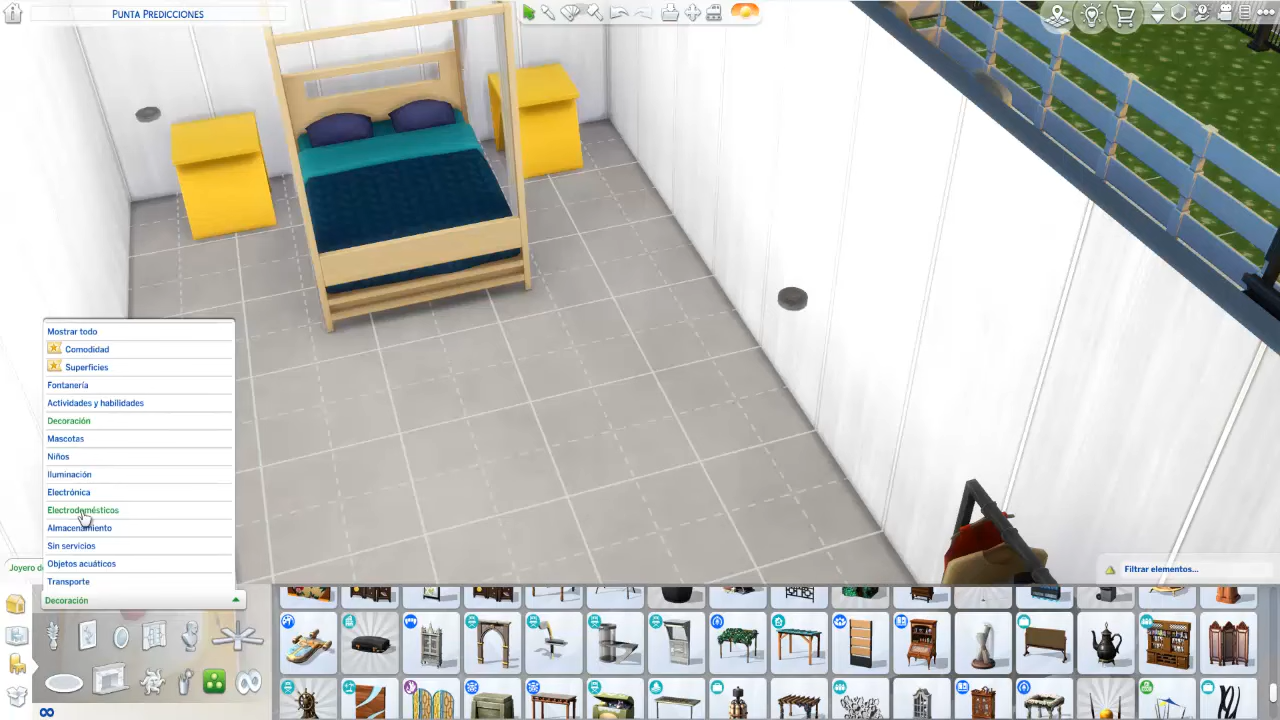 Punta Predicciones
Mostrar todo
Comodidad
Superficies
Fontanería
Actividades y habilidades
Decoración
Mascotas
Niños
Iluminación
Electrónica
Electrodomésticos
Almacenamiento
Sin servicios
Objetos acuáticos
Joyero d
Transporte
Decoración
Filtrar elementos...